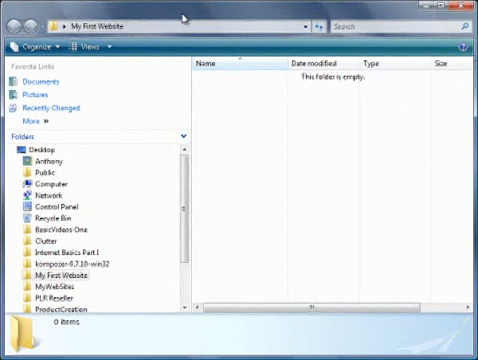 My First Website
Search
Organize
Views
Favorite Links
Documents
Pictures
Recently Changed
More »
Folders
Desktop
Anthony
Public
Computer
Network
Control Panel
Recycle Bin
BasicVideos One
Clutter
Internet Basics Part I
kompozer-0.7.10-win32
My First Website
MyWebSites
PLR Reseller
ProductCreation
Name
Date modified
Type
Size
This folder is empty.
0 items